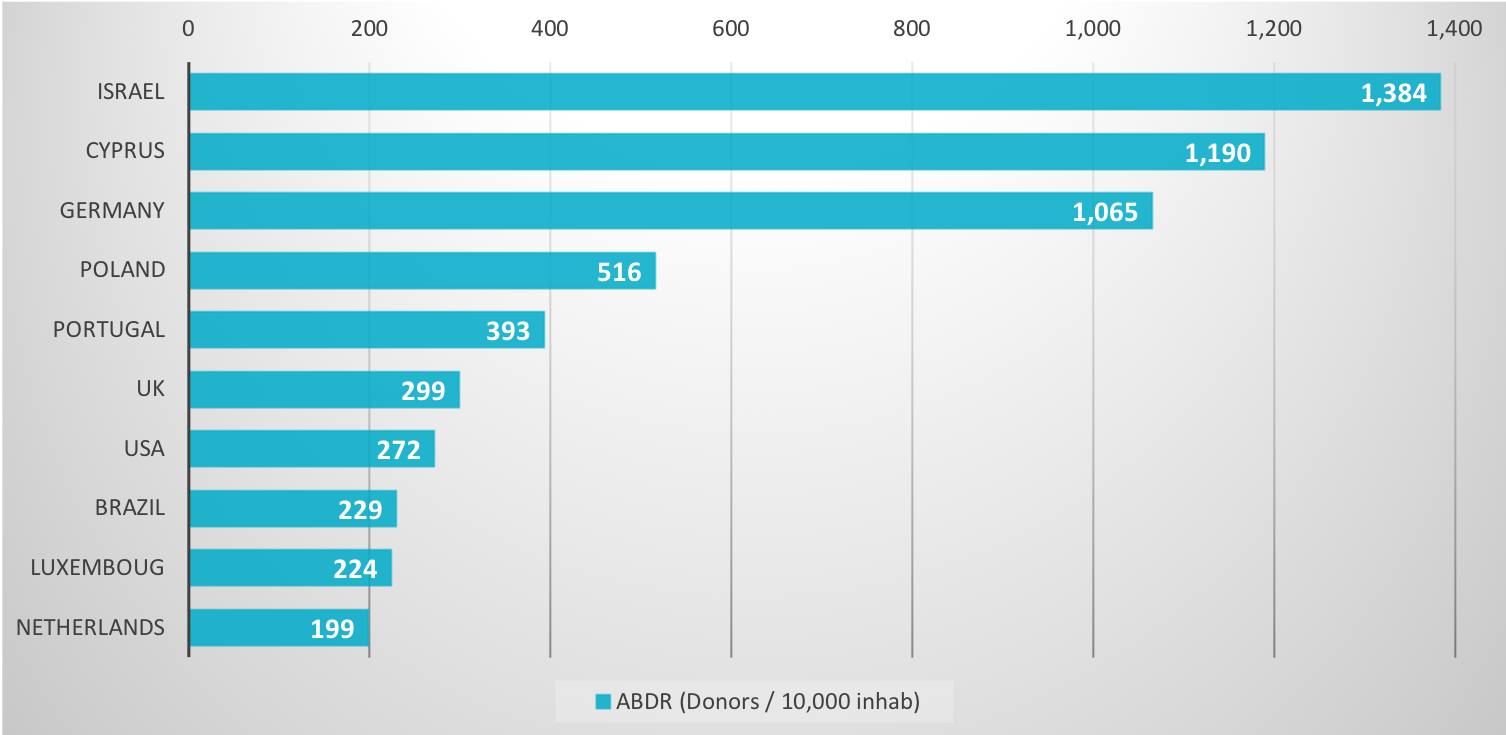 0 200 400 600 800 1,000 1,200 1,400
ISRAEL 1,384
CYPRUS 1,190
GERMANY 1,065
POLAND 516
PORTUGAL 393
UK 299
USA 272
BRAZIL 229
LUXEMBOUG 224
NETHERLANDS 199
ABDR (Donors / 10,000 inhab)